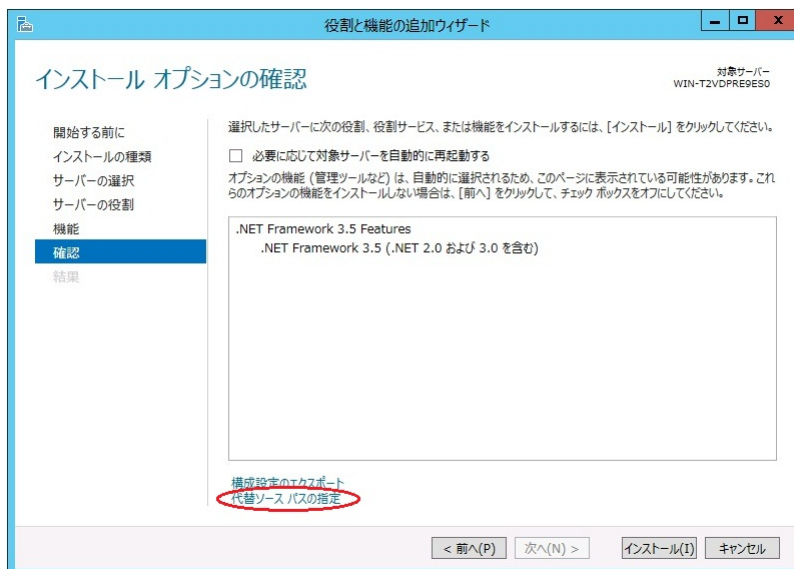 役割と機能の追加ウィザード
インストール オプションの確認
対象サーバー
WIN-T2VDPRE9ES0
開始する前に
インストールの種類
サーバーの選択
サーバーの役割
機能
確認
結果
選択したサーバーに次の役割、役割サービス、または機能をインストールするには、[インストール] をクリックしてください。
必要に応じて対象サーバーを自動的に再起動する
オプションの機能 (管理ツールなど) は、自動的に選択されるため、このページに表示されている可能性があります。これ
らのオプションの機能をインストールしない場合は、[前へ] をクリックして、チェック ボックスをオフにしてください。
.NET Framework 3.5 Features
.NET Framework 3.5 (.NET 2.0 および 3.0 を含む)
構成設定のエクスポート
代替ソース パスの指定
< 前へ(P)
次へ(N) >
インストール(I)
キャンセル